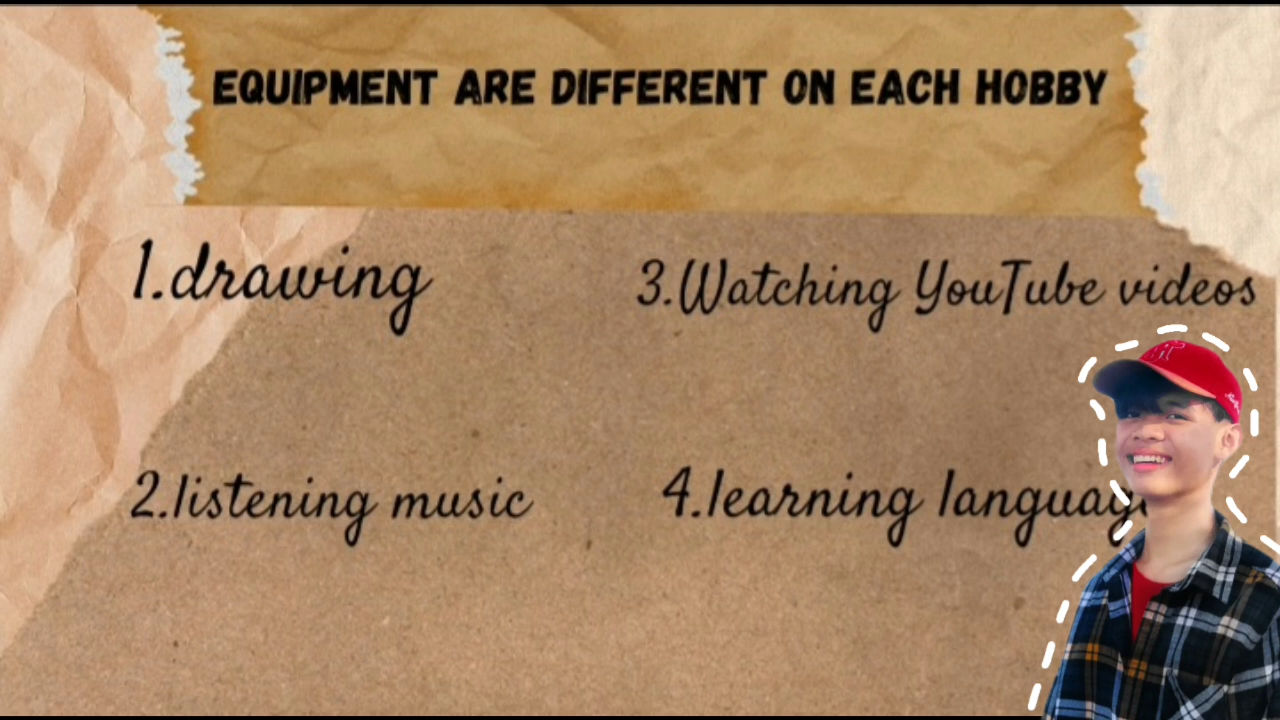 EQUIPMENT ARE DIFFERENT ON EACH HOBBY
1.drawing
2.listening music
3.Watching YouTube videos
4.learning